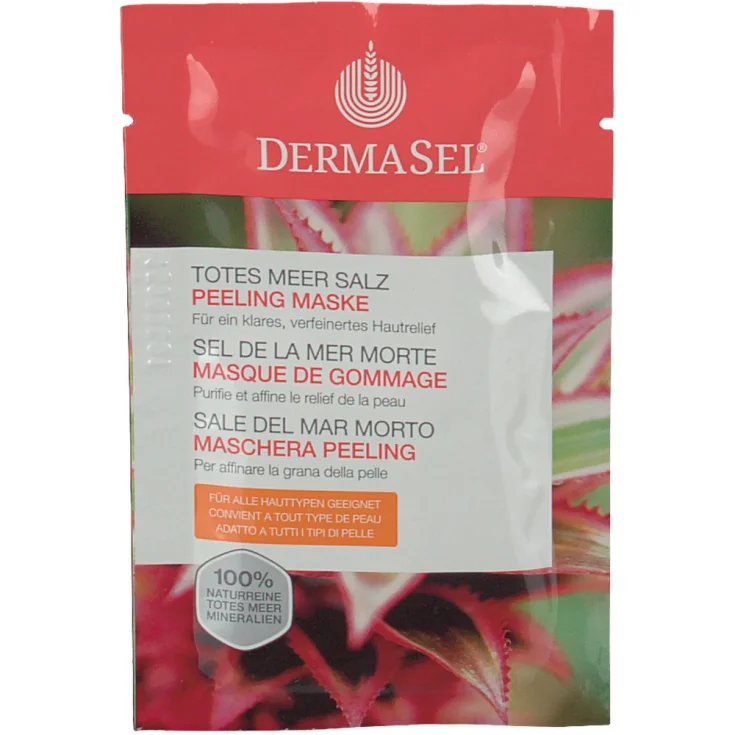 DERMASEL®
TOTES MEER SALZ
PEELING MASKE
Für ein klares, verfeinertes Hautrelief
SEL DE LA MER MORTE
MASQUE DE GOMMAGE
Purifie et affine le relief de la peau
SALE DEL MAR MORTO
MASCHERA PEELING
Per affinare la grana della pelle
FÜR ALLE HAUTTYPEN GEEIGNET
CONVIENT A TOUT TYPE DE PEAU
ADATTO A TUTTI I TIPI DI PELLE
100%
NATURREINE
TOTES MEER
MINERALIEN